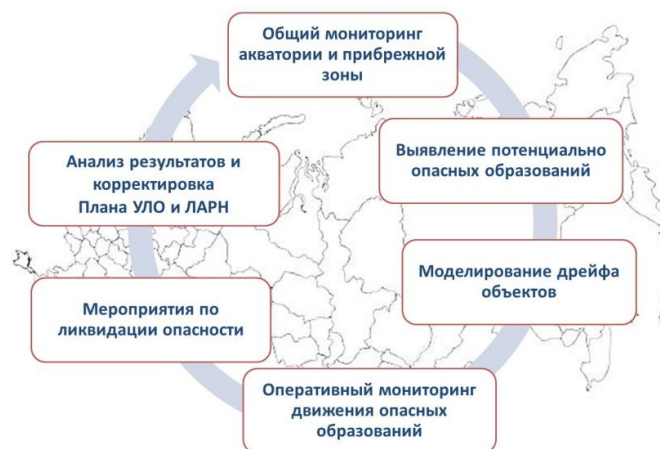 Общий мониторинг
акватории и прибрежной
зоны
Выявление потенциально
опасных образований
Моделирование дрейфа
объектов
Оперативный мониторинг
движения опасных
образований
Мероприятия по
ликвидации опасности
Анализ результатов и
корректировка
Плана УЛО и ЛАРН